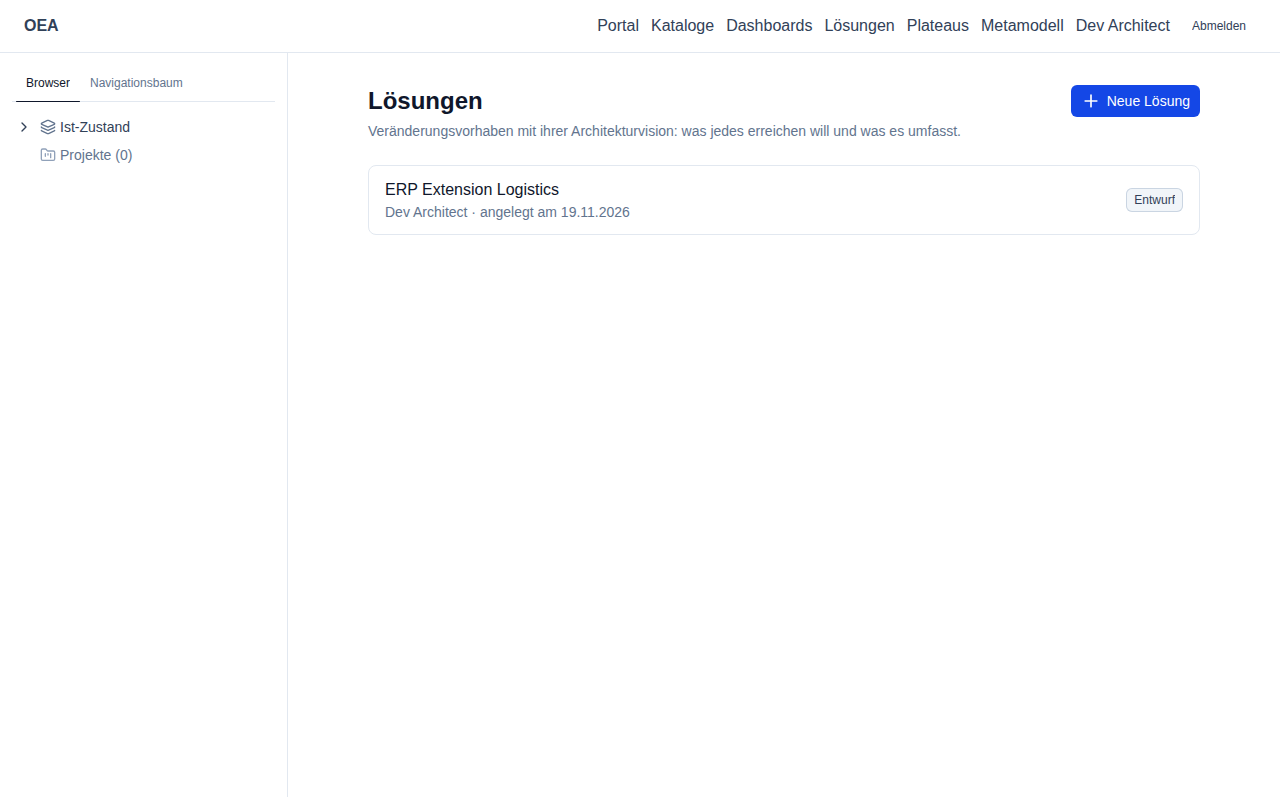 OEA
Portal Kataloge Dashboards Lösungen Plateaus Metamodell Dev Architect Abmelden
Browser Navigationsbaum
Ist-Zustand
Projekte (0)
Lösungen
Neue Lösung
Veränderungsvorhaben mit ihrer Architekturvision: was jedes erreichen will und was es umfasst.
ERP Extension Logistics
Dev Architect · angelegt am 19.11.2026
Entwurf